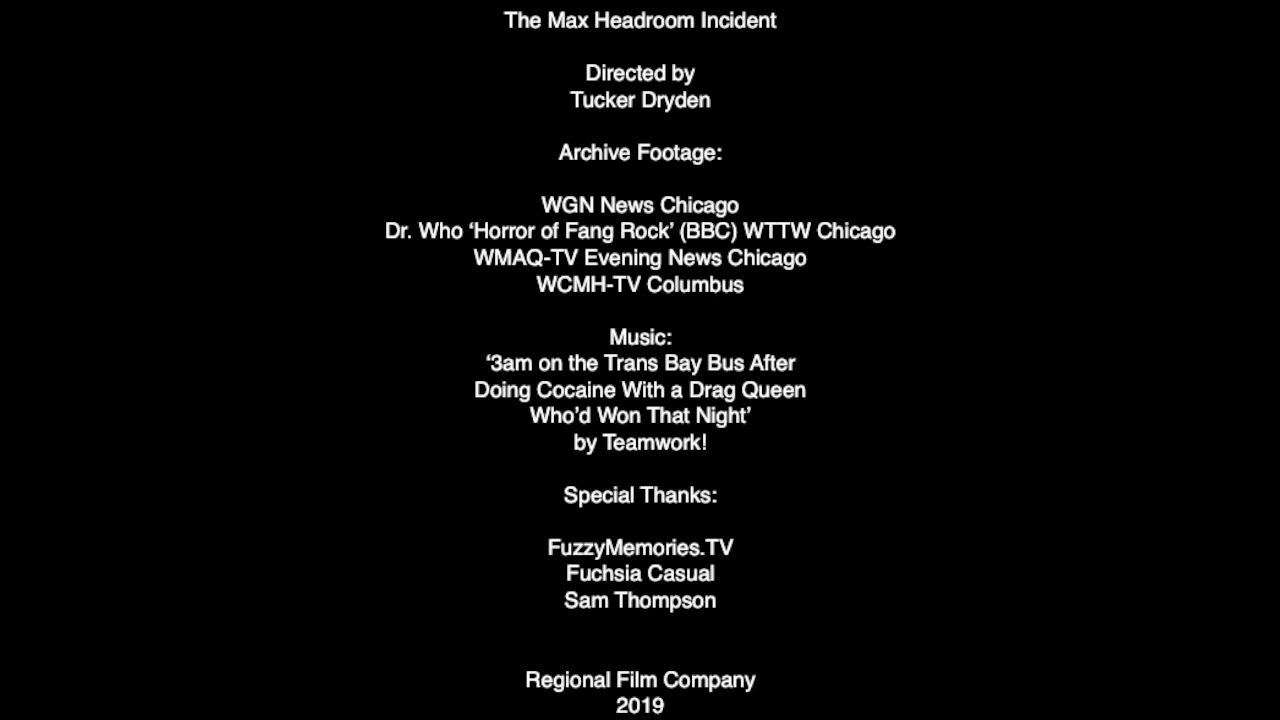 The Max Headroom Incident
Directed by
Tucker Dryden
Archive Footage:
WGN News Chicago
Dr. Who ‘Horror of Fang Rock’ (BBC) WTTW Chicago
WMAQ-TV Evening News Chicago
WCMH-TV Columbus
Music:
‘3am on the Trans Bay Bus After
Doing Cocaine With a Drag Queen
Who’d Won That Night’
by Teamwork!
Special Thanks:
FuzzyMemories.TV
Fuchsia Casual
Sam Thompson
Regional Film Company
2019